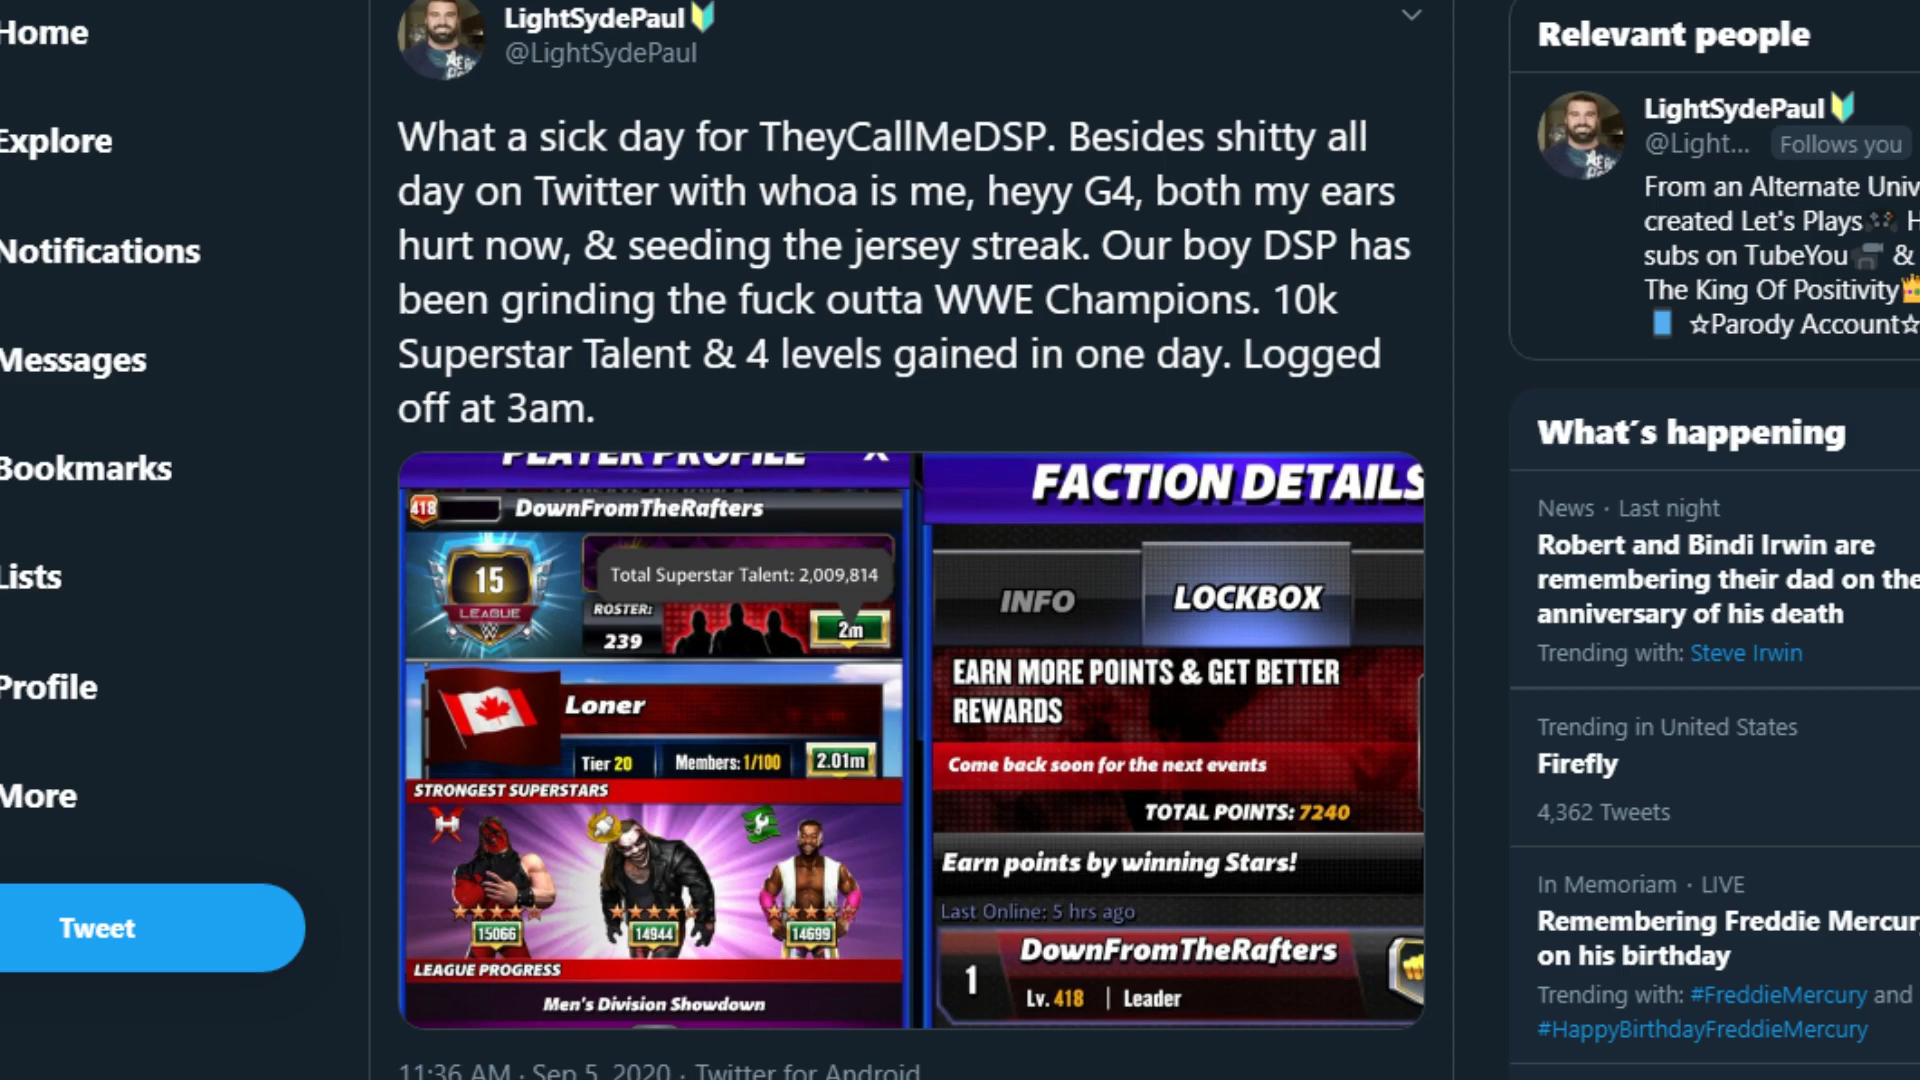 Home
Explore
Notifications
Messages
Bookmarks
Lists
Profile
More
Tweet
LightSydePaul
@LightSydePaul
What a sick day for TheyCallMeDSP. Besides shitty all
day on Twitter with whoa is me, heyy G4, both my ears
hurt now, & seeding the jersey streak. Our boy DSP has
been grinding the fuck outta WWE Champions. 10k
Superstar Talent & 4 levels gained in one day. Logged
off at 3am.
PLAYER PROFILE X
418 DownFromTheRafters
15
LEAGUE
Total Superstar Talent: 2,009,814
ROSTER:
239
2m
Loner
Tier 20
Members: 1/100
2.01m
STRONGEST SUPERSTARS
15066
14944
14699
LEAGUE PROGRESS
Men's Division Showdown
FACTION DETAILS
INFO
LOCKBOX
EARN MORE POINTS & GET BETTER
REWARDS
Come back soon for the next events
TOTAL POINTS: 7240
Earn points by winning Stars!
Last Online: 5 hrs ago
1
DownFromTheRafters
Lv. 418 | Leader
11:36 AM · Sep 5, 2020 · Twitter for Android
Relevant people
LightSydePaul
@Light... Follows you
From an Alternate Univ
created Let's Plays H
subs on TubeYou &
The King Of Positivity
☆Parody Account☆
What´s happening
News · Last night
Robert and Bindi Irwin are
remembering their dad on the
anniversary of his death
Trending with: Steve Irwin
Trending in United States
Firefly
4,362 Tweets
In Memoriam · LIVE
Remembering Freddie Mercury
on his birthday
Trending with: #FreddieMercury and
#HappyBirthdayFreddieMercury